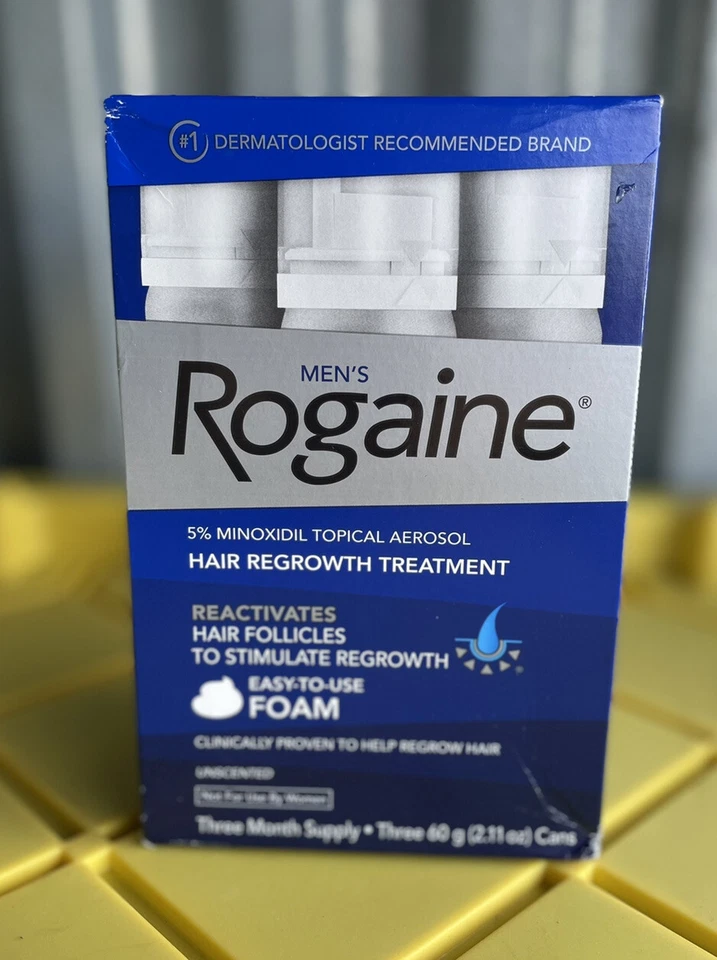 #1 DERMATOLOGIST RECOMMENDED BRAND
MEN'S
Rogaine®
5% MINOXIDIL TOPICAL AEROSOL
HAIR REGROWTH TREATMENT
REACTIVATES
HAIR FOLLICLES
TO STIMULATE REGROWTH
EASY-TO-USE
FOAM
CLINICALLY PROVEN TO HELP REGROW HAIR
UNSCENTED
Not For Use By Women
Three Month Supply • Three 60 g (2.11 oz) Cans